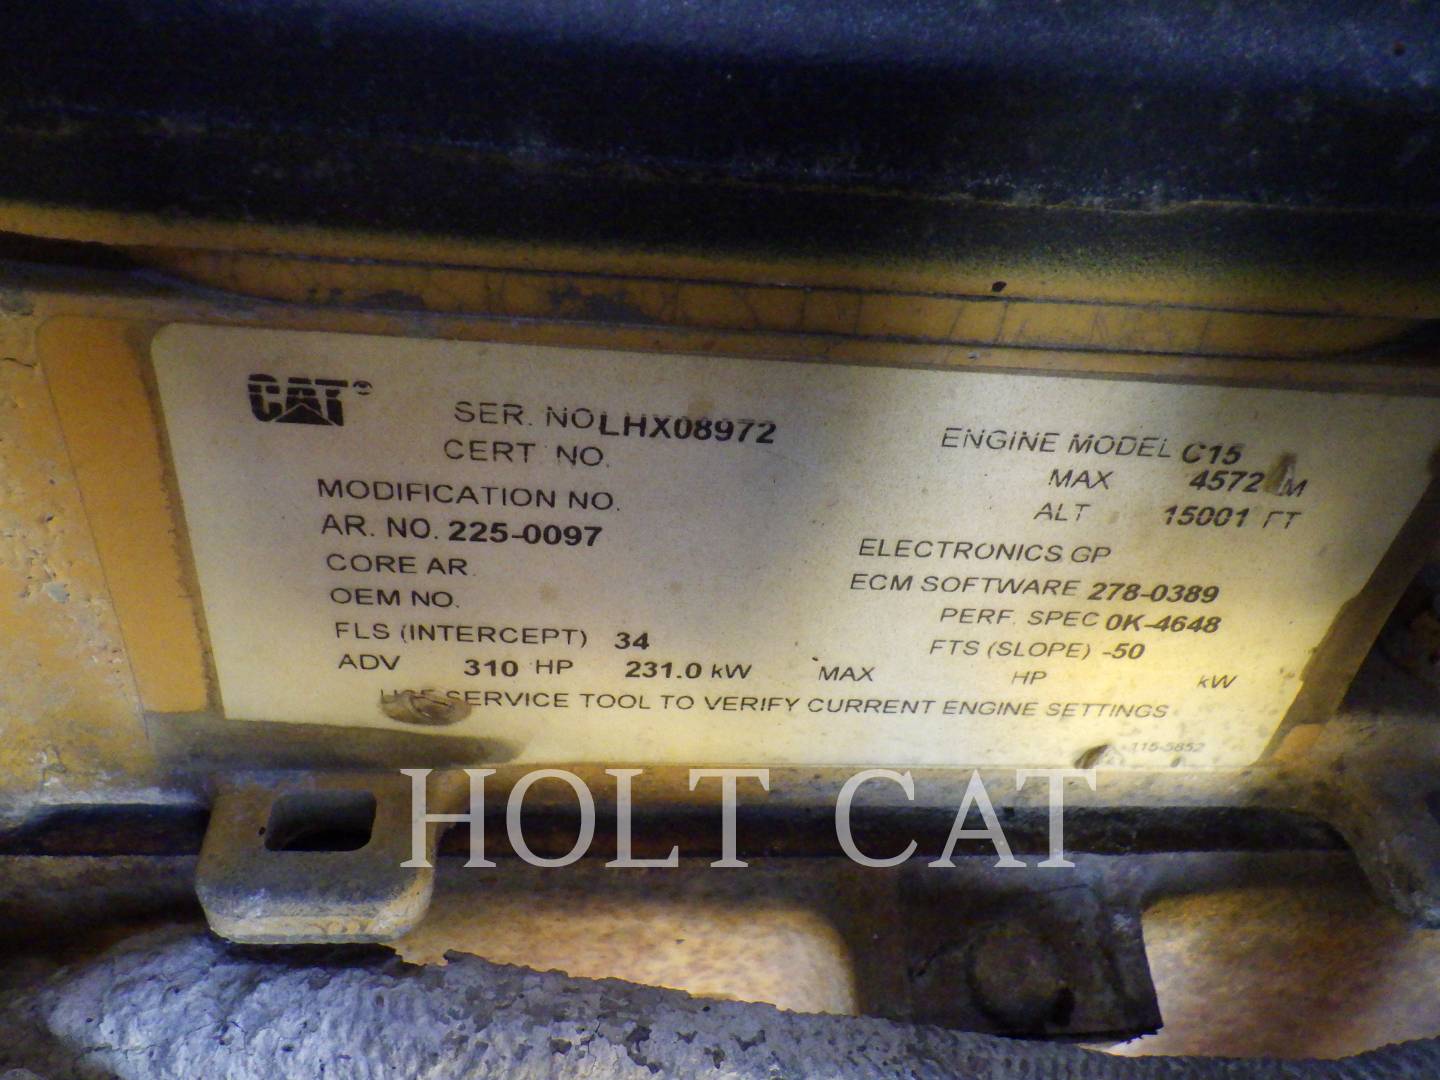 CAT®
SER. NO LHX08972
CERT NO.
MODIFICATION NO.
AR. NO. 225-0097
CORE AR
OEM NO.
FLS (INTERCEPT) 34
ADV 310 HP 231.0 kW MAX HP kW
ENGINE MODEL C15
MAX 4572 M
ALT 15001 FT
ELECTRONICS GP
ECM SOFTWARE 278-0389
PERF. SPEC 0K-4648
FTS (SLOPE) -50
USE SERVICE TOOL TO VERIFY CURRENT ENGINE SETTINGS
115-5852
HOLT CAT